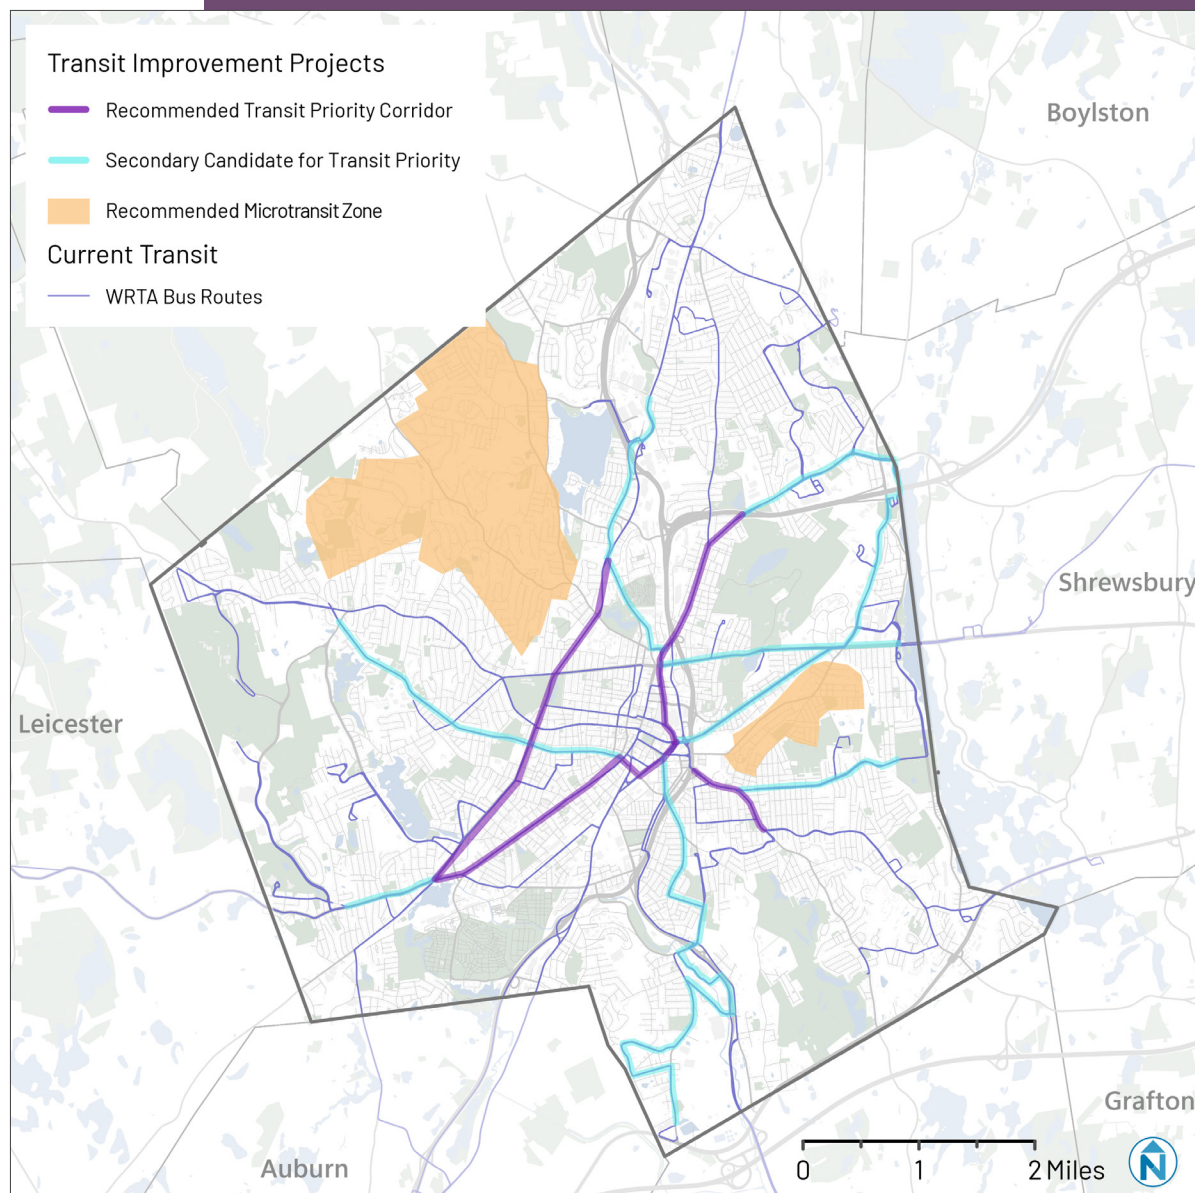 Transit Improvement Projects
Recommended Transit Priority Corridor
Secondary Candidate for Transit Priority
Recommended Microtransit Zone
Current Transit
WRTA Bus Routes
Boylston
Shrewsbury
Leicester
Grafton
Auburn
0 1 2 Miles
N